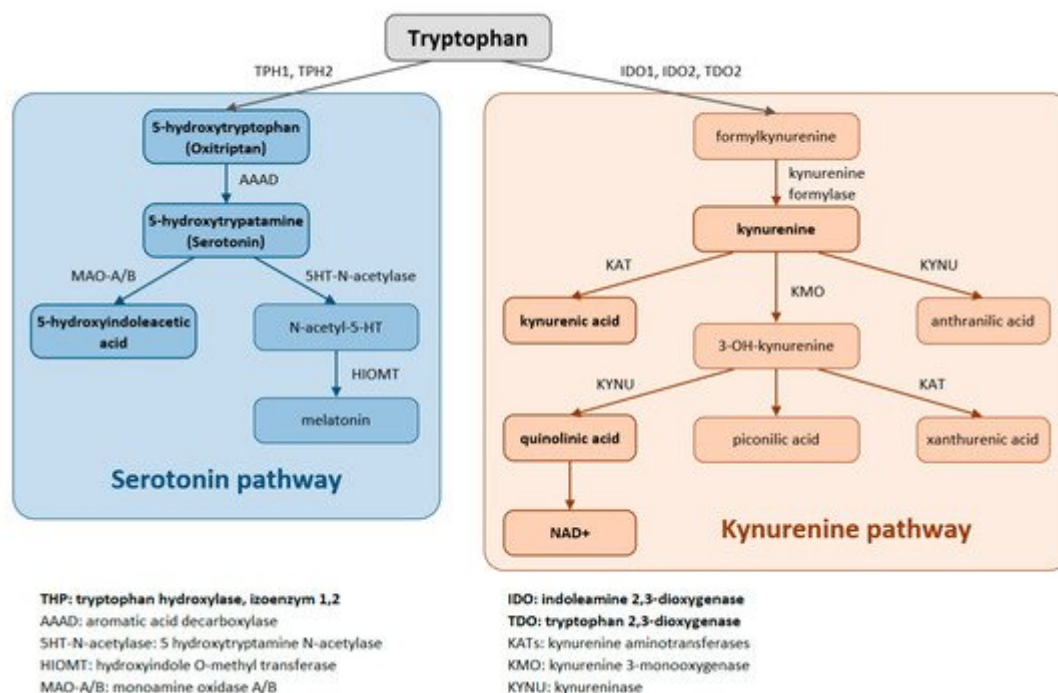 Tryptophan
TPH1, TPH2
IDO1, IDO2, TDO2
5-hydroxytryptophan
(Oxitriptan)
AAAD
5-hydroxytrypatamine
(Serotonin)
MAO-A/B
5HT-N-acetylase
5-hydroxyindoleacetic
acid
N-acetyl-5-HT
HIOMT
melatonin
Serotonin pathway
formylkynurenine
kynurenine
formylase
kynurenine
KAT
KMO
KYNU
kynurenic acid
anthranilic acid
3-OH-kynurenine
KYNU
KAT
quinolinic acid
piconilic acid
xanthurenic acid
NAD+
Kynurenine pathway
THP: tryptophan hydroxylase, izoenzym 1,2
AAAD: aromatic acid decarboxylase
5HT-N-acetylase: 5 hydroxytryptamine N-acetylase
HIOMT: hydroxyindole O-methyl transferase
MAO-A/B: monoamine oxidase A/B
IDO: indoleamine 2,3-dioxygenase
TDO: tryptophan 2,3-dioxygenase
KATs: kynurenine aminotransferases
KMO: kynurenine 3-monooxygenase
KYNU: kynureninase